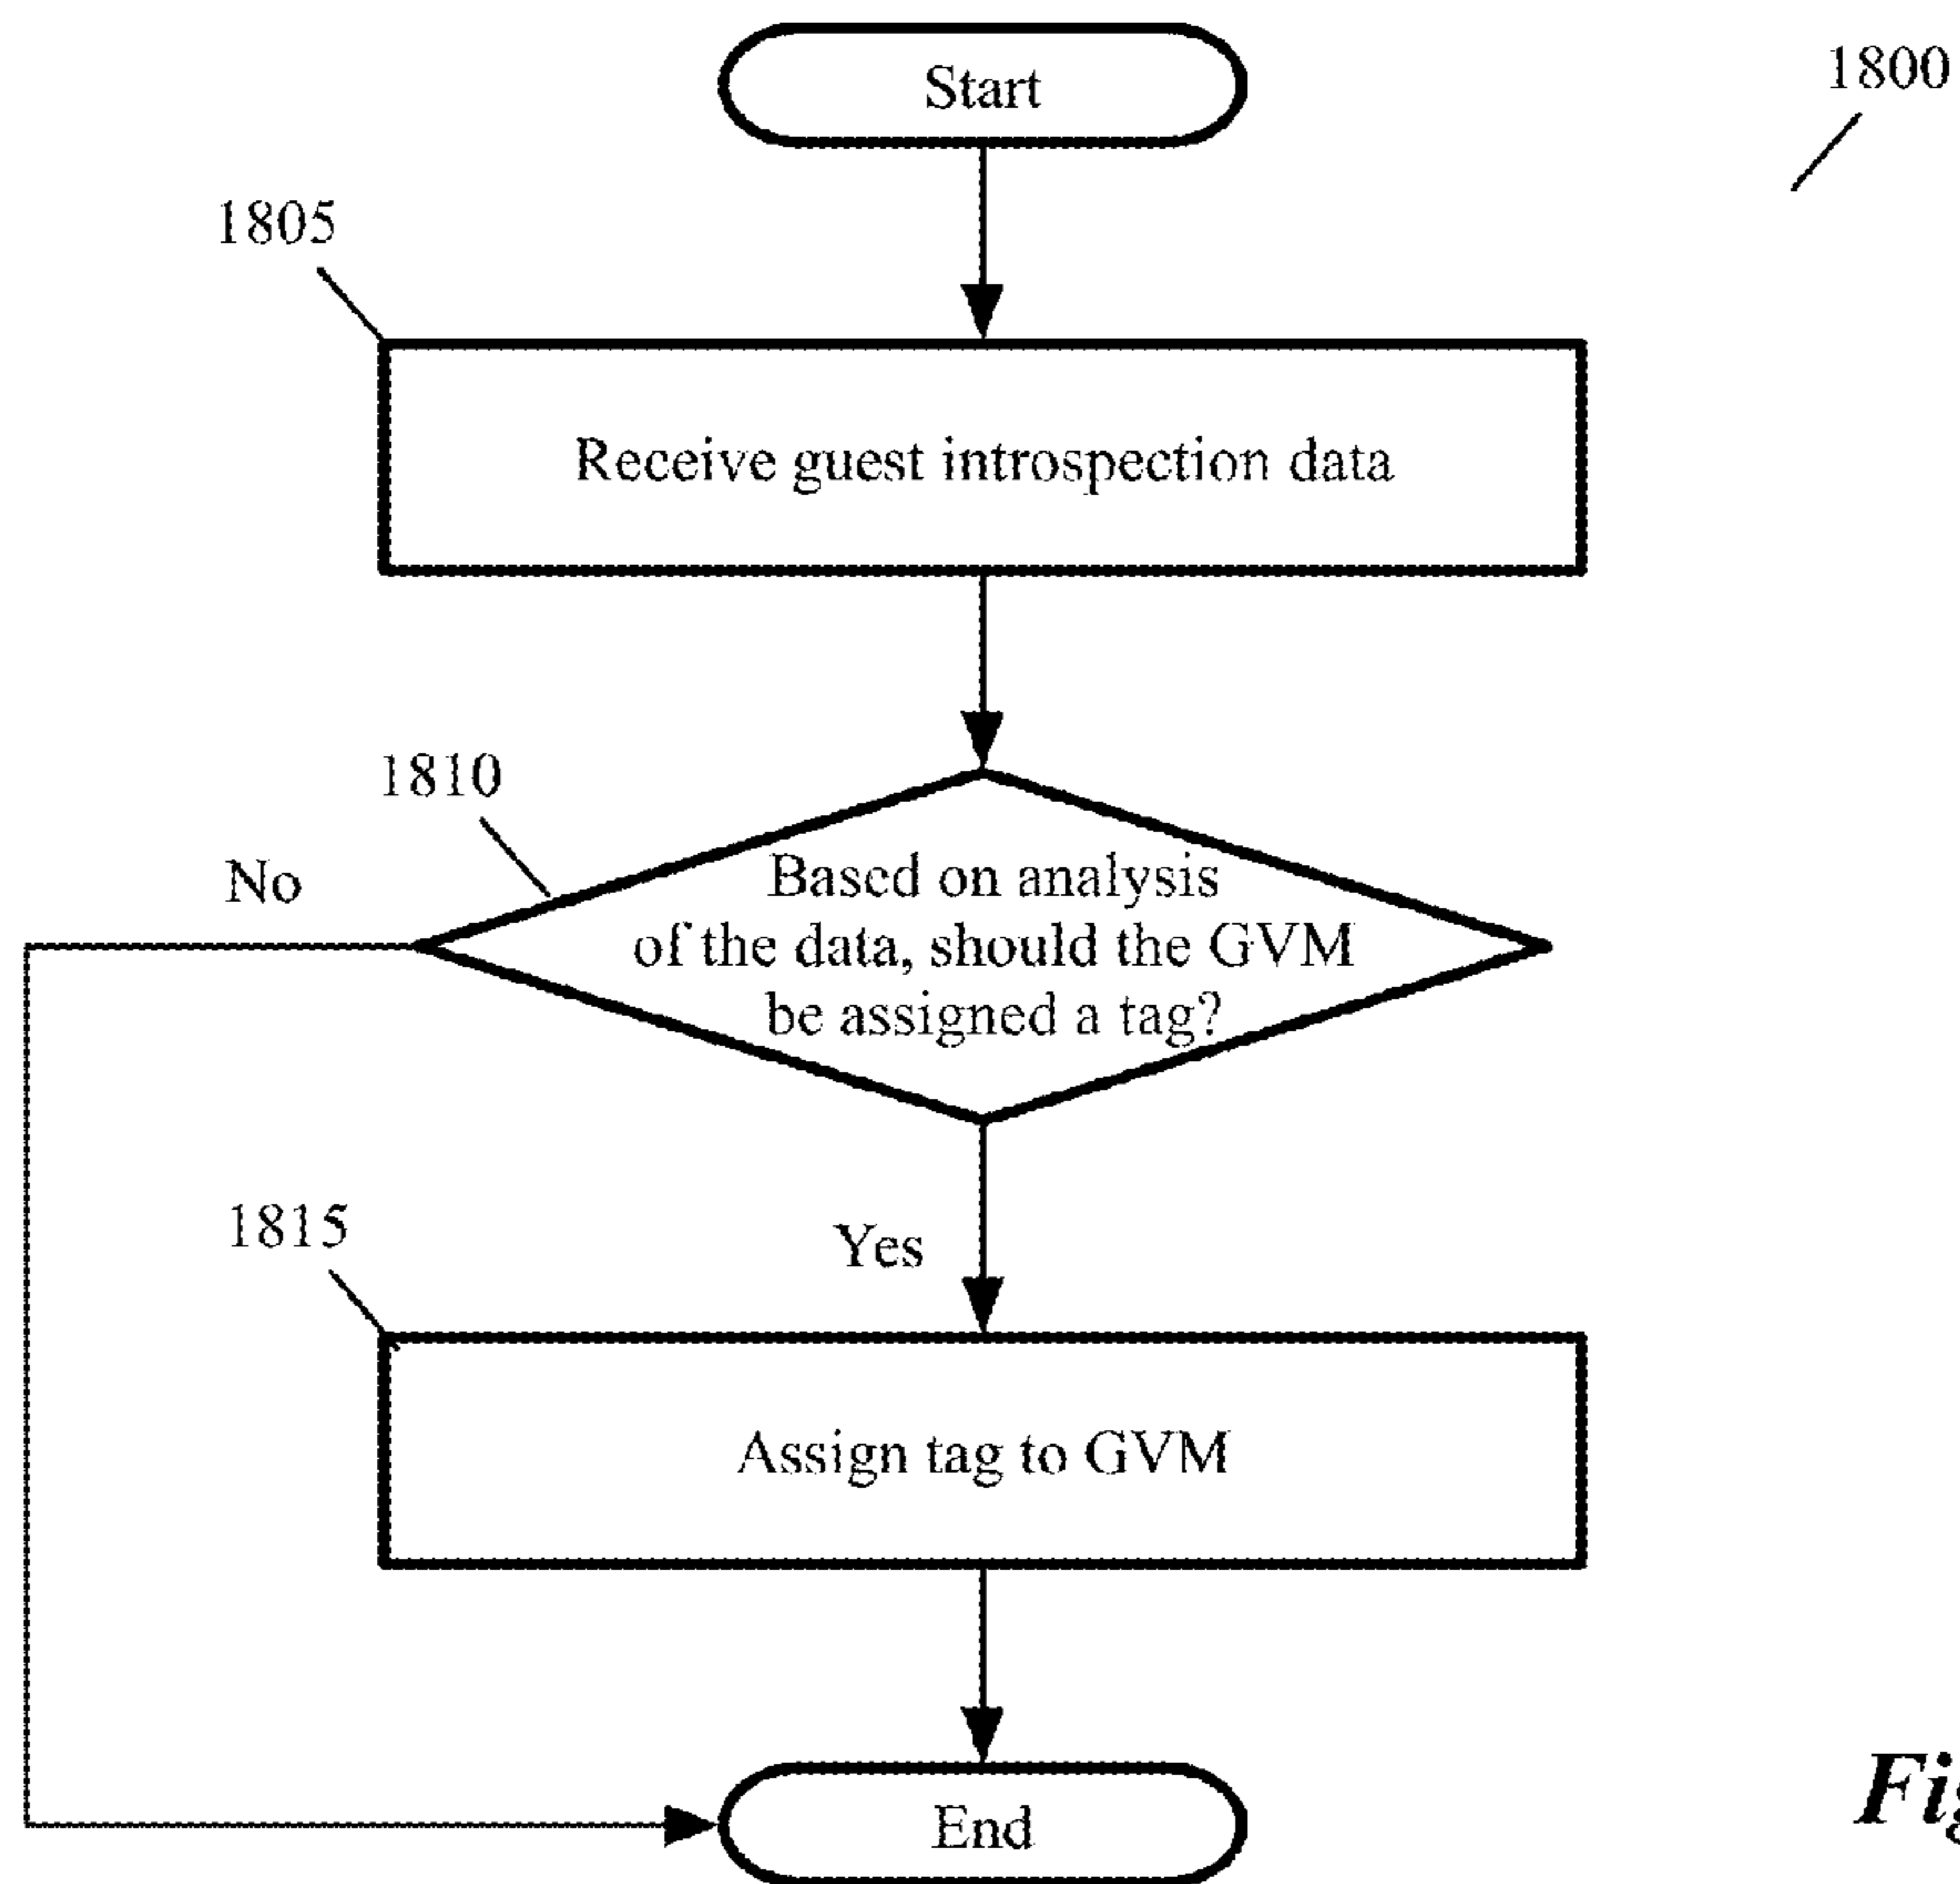 Start
1800
1805
Receive guest introspection data
1810
No
Based on analysis
of the data, should the GVM
be assigned a tag?
1815
Yes
Assign tag to GVM
End